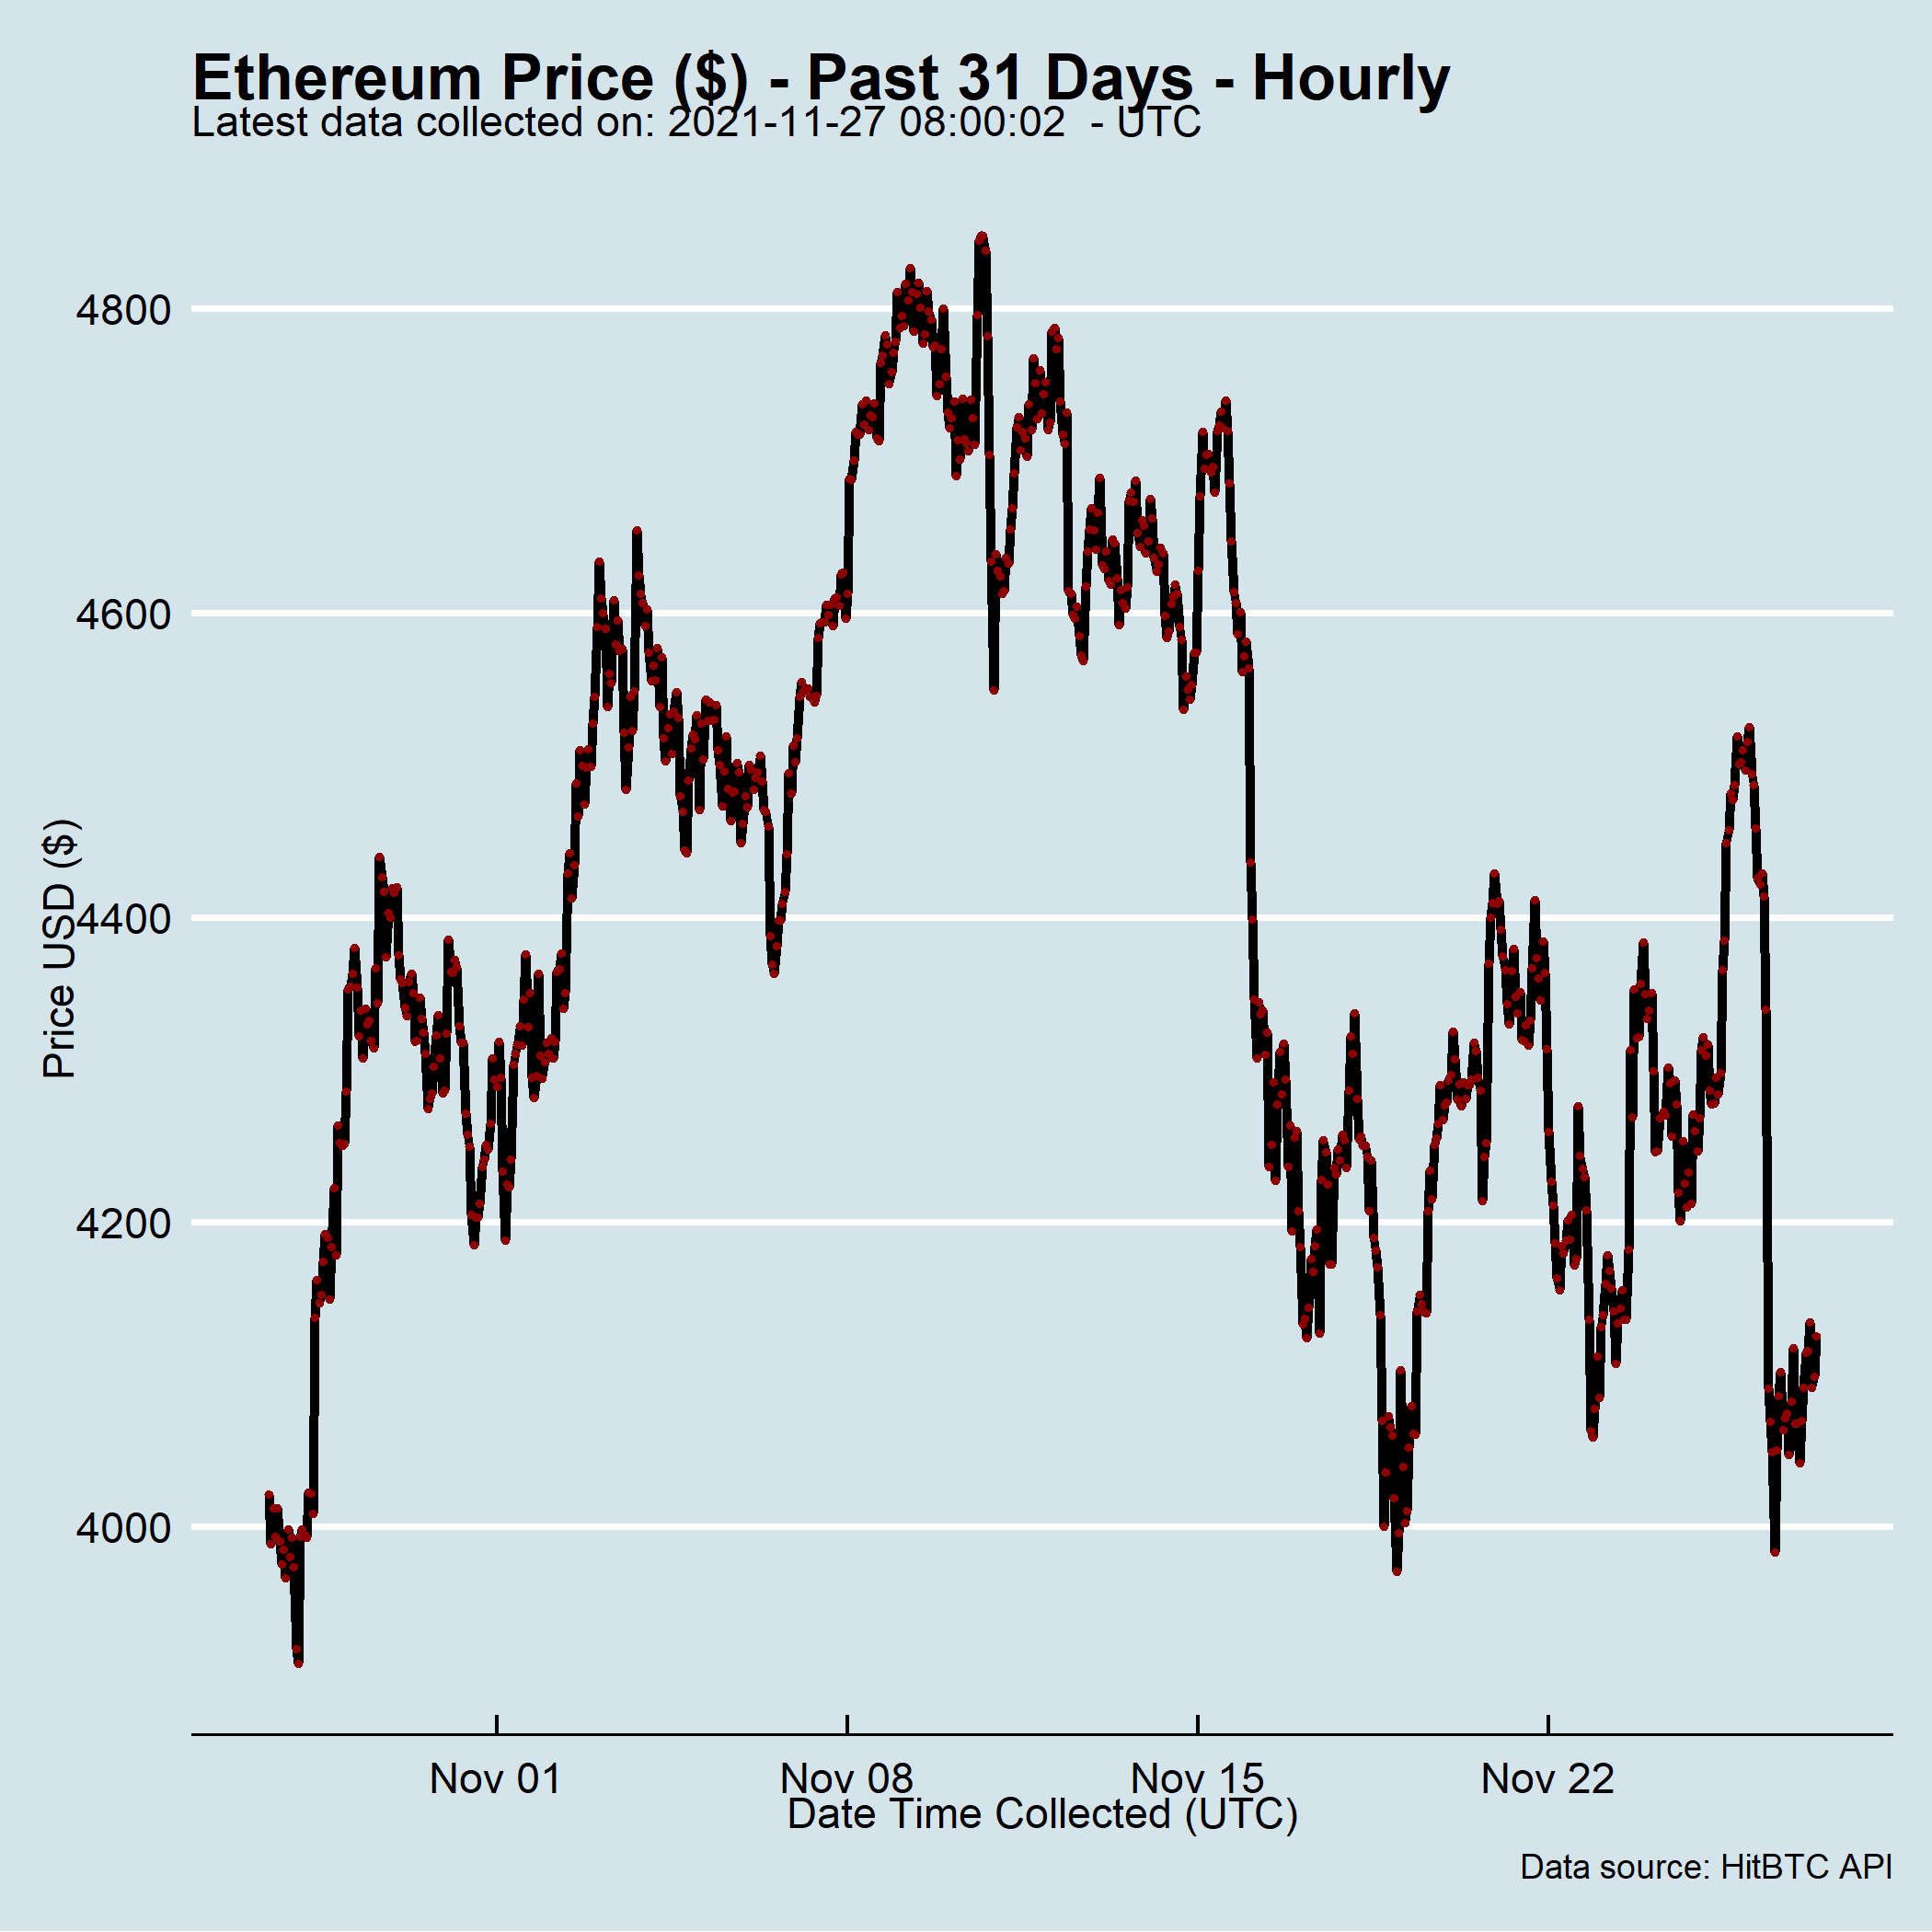 Ethereum Price ($) - Past 31 Days - Hourly
Latest data collected on: 2021-11-27 08:00:02  - UTC
Price USD ($)
4800
4600
4400
4200
4000
Nov 01 Nov 08 Nov 15 Nov 22
Date Time Collected (UTC)
Data source: HitBTC API